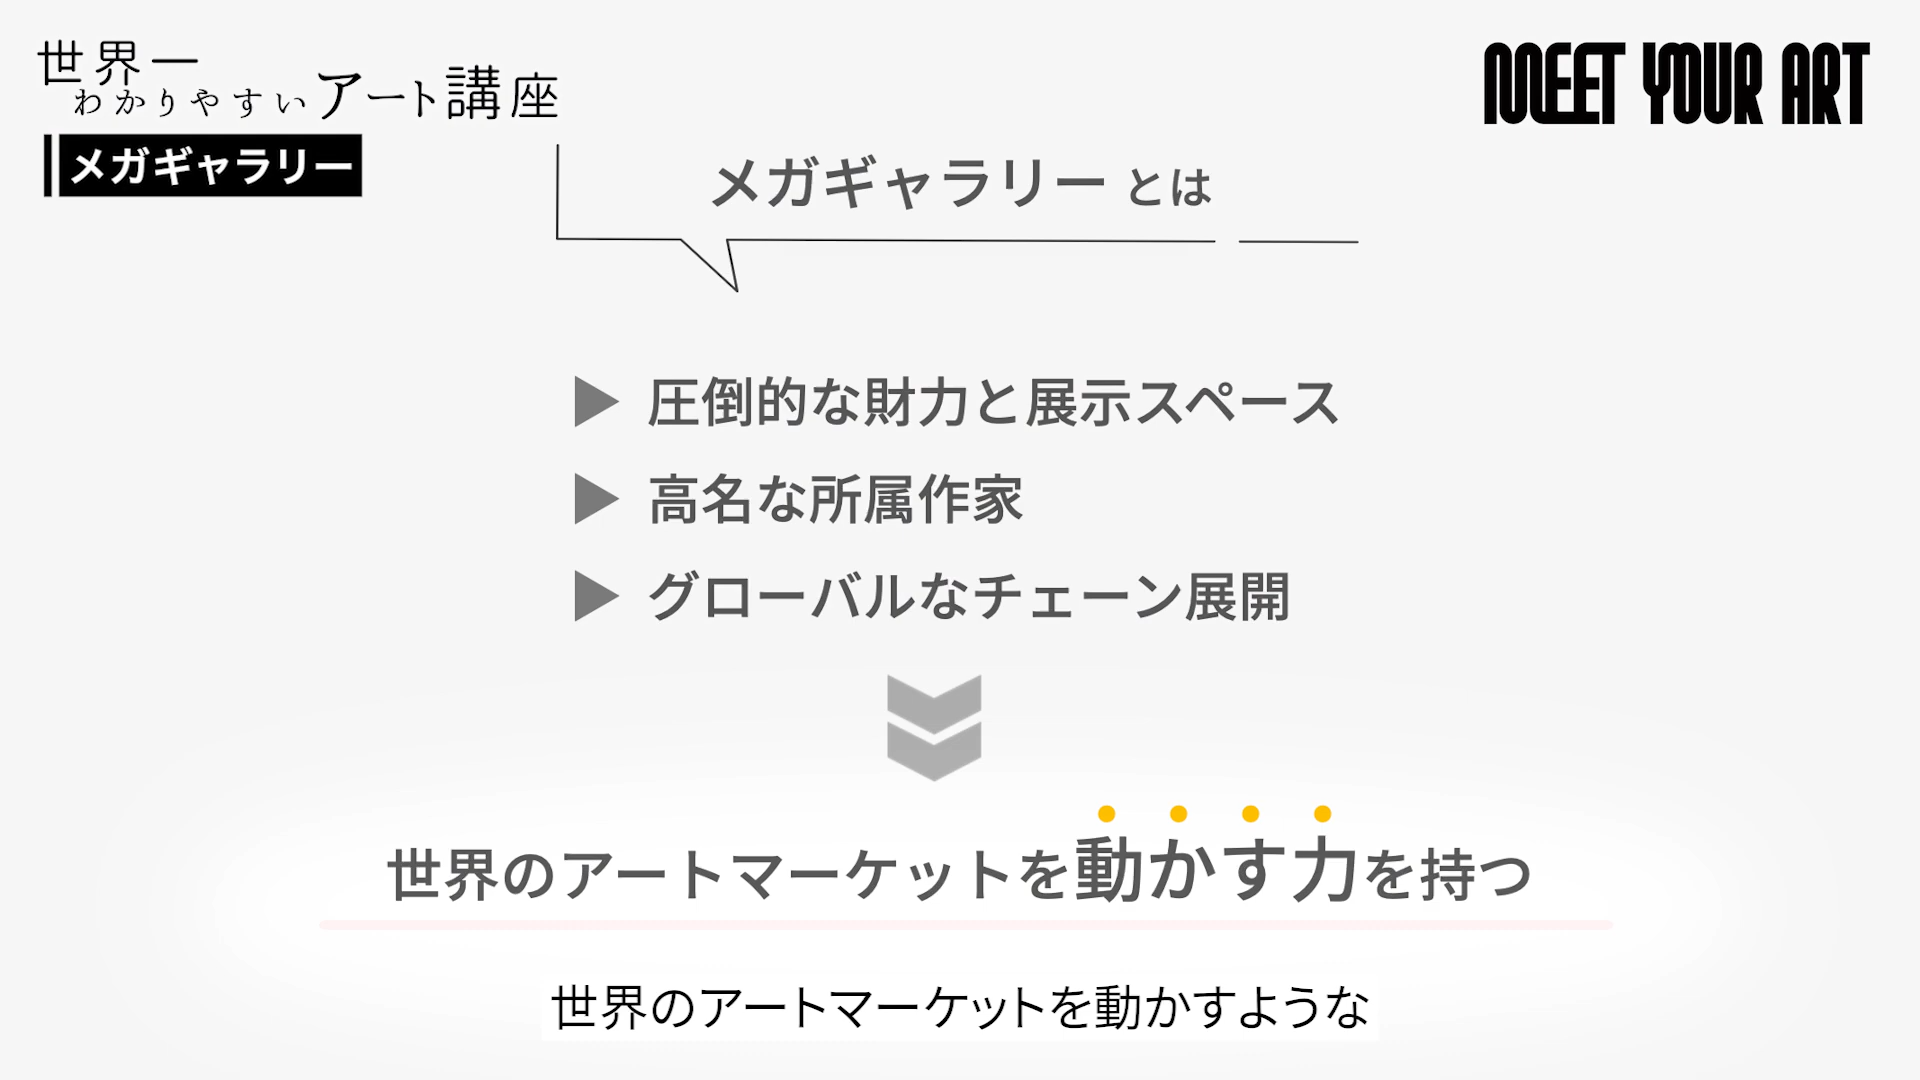 世界一
わかりやすいアート講座
メガギャラリー
MEET YOUR ART
メガギャラリーとは
▶ 圧倒的な財力と展示スペース
▶ 高名な所属作家
▶ グローバルなチェーン展開
世界のアートマーケットを動かす力を持つ
世界のアートマーケットを動かすような